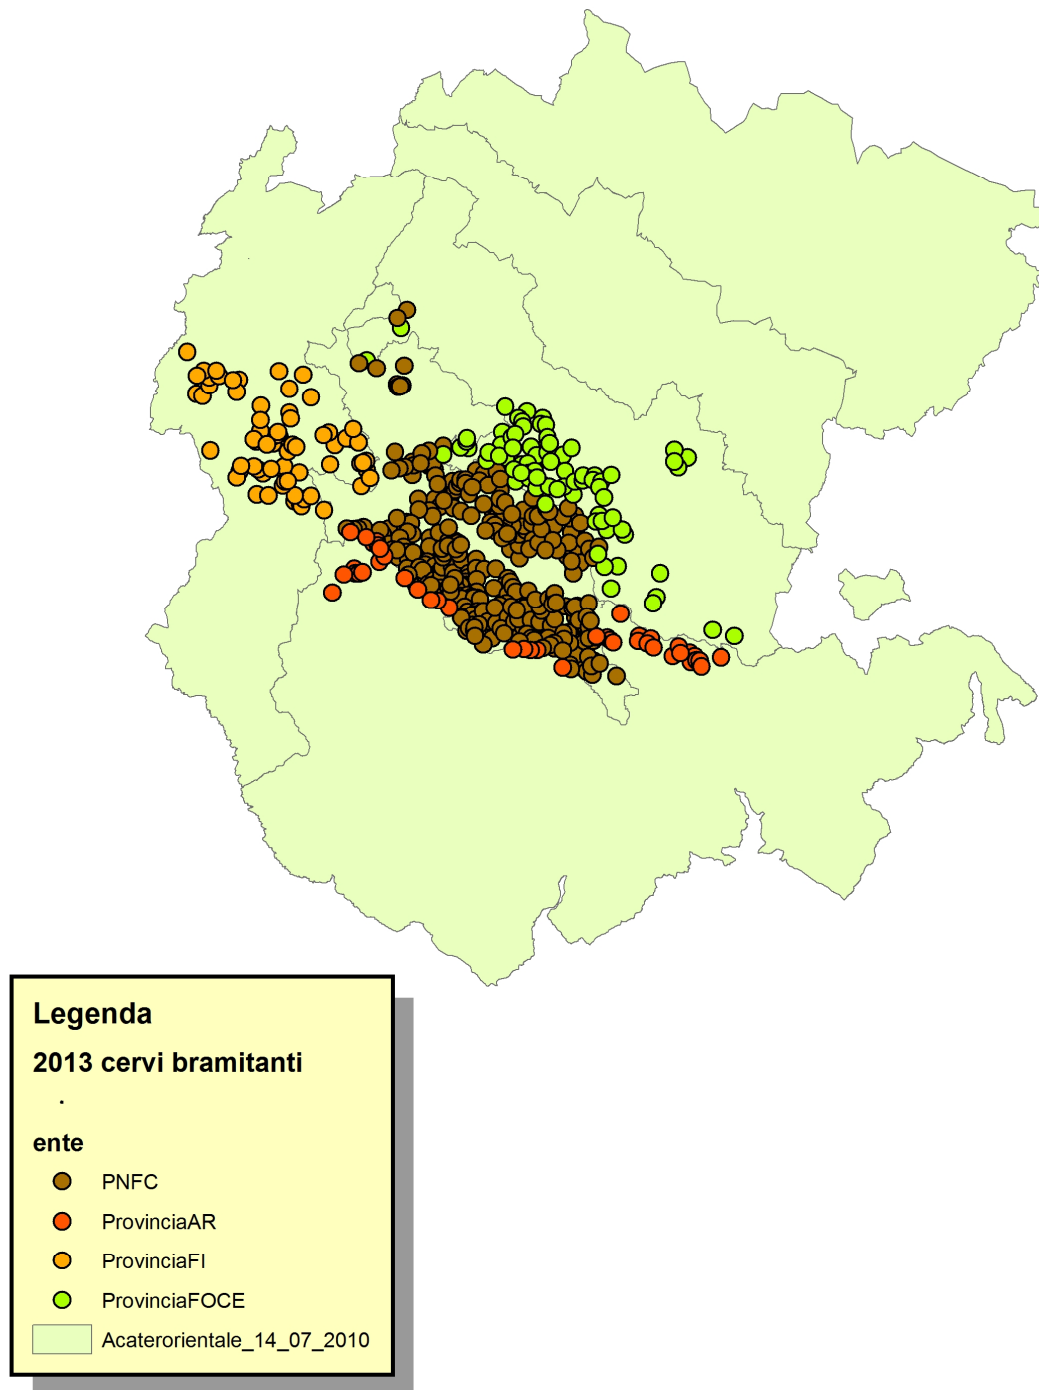 Legenda
2013 cervi bramitanti
ente
PNFC
ProvinciaAR
ProvinciaFI
ProvinciaFOCE
Acaterorientale_14_07_2010